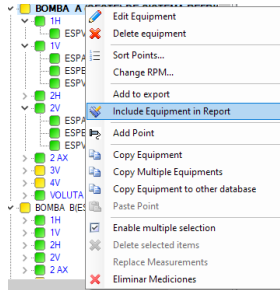 BOMBA A
1H
ESPV
1V
ESPA
ESPE
ESPV
2H
2V
ESPA
ESPE
ESPV
2 AX
3V
4V
VOLUTA
BOMBA B(ES
1H
1V
2H
2V
2 AX
Edit Equipment
Delete equipment
Sort Points...
Change RPM...
Add to export
Include Equipment in Report
Add Point
Copy Equipment
Copy Multiple Equipments
Copy Equipment to other database
Paste Point
Enable multiple selection
Delete selected items
Replace Measurements
Eliminar Mediciones